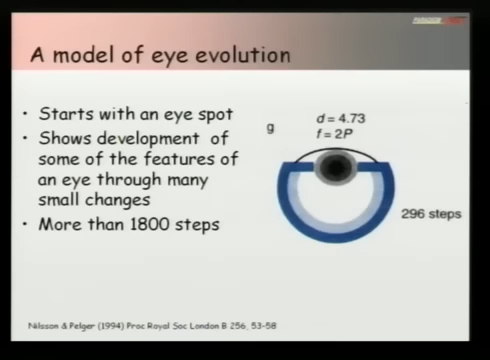 A model of eye evolution
• Starts with an eye spot
• Shows development of
some of the features of
an eye through many
small changes
• More than 1800 steps
g
d = 4.73
f = 2P
296 steps
Nilsson & Pelger (1994) Proc Royal Soc London B 256, 53-58